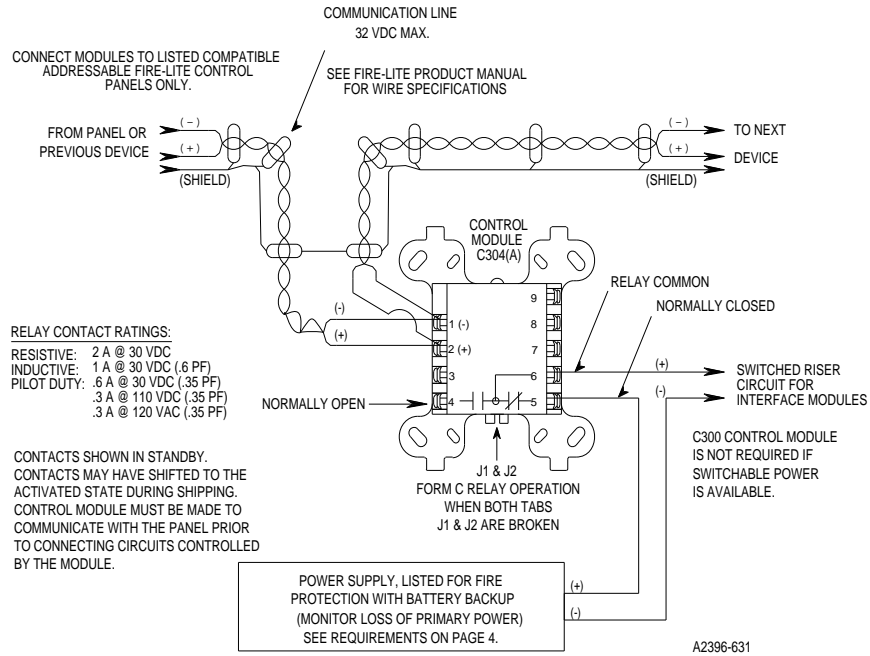 COMMUNICATION LINE
32 VDC MAX.
CONNECT MODULES TO LISTED COMPATIBLE
ADDRESSABLE FIRE-LITE CONTROL
PANELS ONLY.
SEE FIRE-LITE PRODUCT MANUAL
FOR WIRE SPECIFICATIONS
FROM PANEL OR
PREVIOUS DEVICE
(-)
(+)
(SHIELD)
(-)
(+)
(SHIELD)
TO NEXT
DEVICE
CONTROL
MODULE
C304(A)
RELAY COMMON
NORMALLY CLOSED
(-)
(+)
1 (-)
2 (+)
3
4
9
8
7
6
5
RELAY CONTACT RATINGS:
RESISTIVE: 2 A @ 30 VDC
INDUCTIVE: 1 A @ 30 VDC (.6 PF)
PILOT DUTY: .6 A @ 30 VDC (.35 PF)
.3 A @ 110 VDC (.35 PF)
.3 A @ 120 VAC (.35 PF)
NORMALLY OPEN
(+)
(-)
SWITCHED RISER
CIRCUIT FOR
INTERFACE MODULES
C300 CONTROL MODULE
IS NOT REQUIRED IF
SWITCHABLE POWER
IS AVAILABLE.
J1 & J2
FORM C RELAY OPERATION
WHEN BOTH TABS
J1 & J2 ARE BROKEN
CONTACTS SHOWN IN STANDBY.
CONTACTS MAY HAVE SHIFTED TO THE
ACTIVATED STATE DURING SHIPPING.
CONTROL MODULE MUST BE MADE TO
COMMUNICATE WITH THE PANEL PRIOR
TO CONNECTING CIRCUITS CONTROLLED
BY THE MODULE.
POWER SUPPLY, LISTED FOR FIRE
PROTECTION WITH BATTERY BACKUP
(MONITOR LOSS OF PRIMARY POWER)
SEE REQUIREMENTS ON PAGE 4.
(+)
(-)
A2396-631